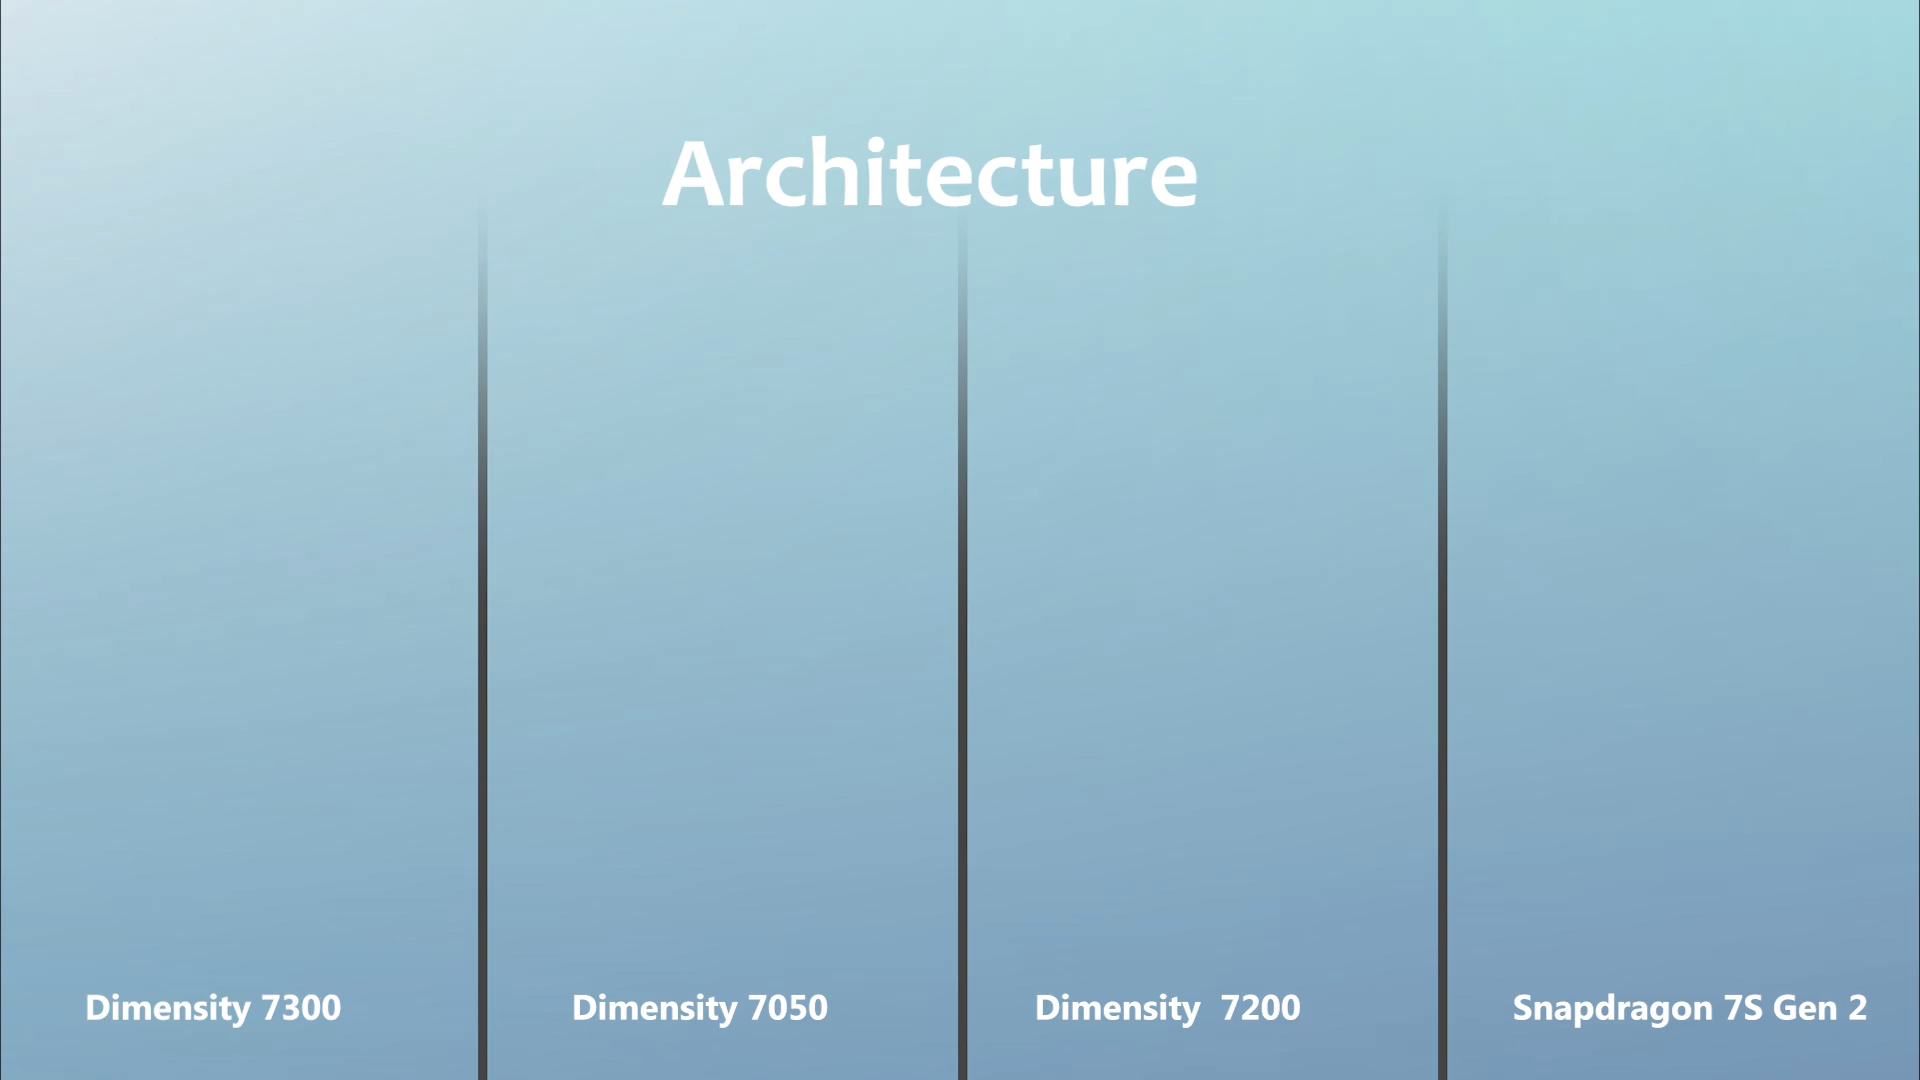 Architecture
Dimensity 7300
Dimensity 7050
Dimensity  7200
Snapdragon 7S Gen 2